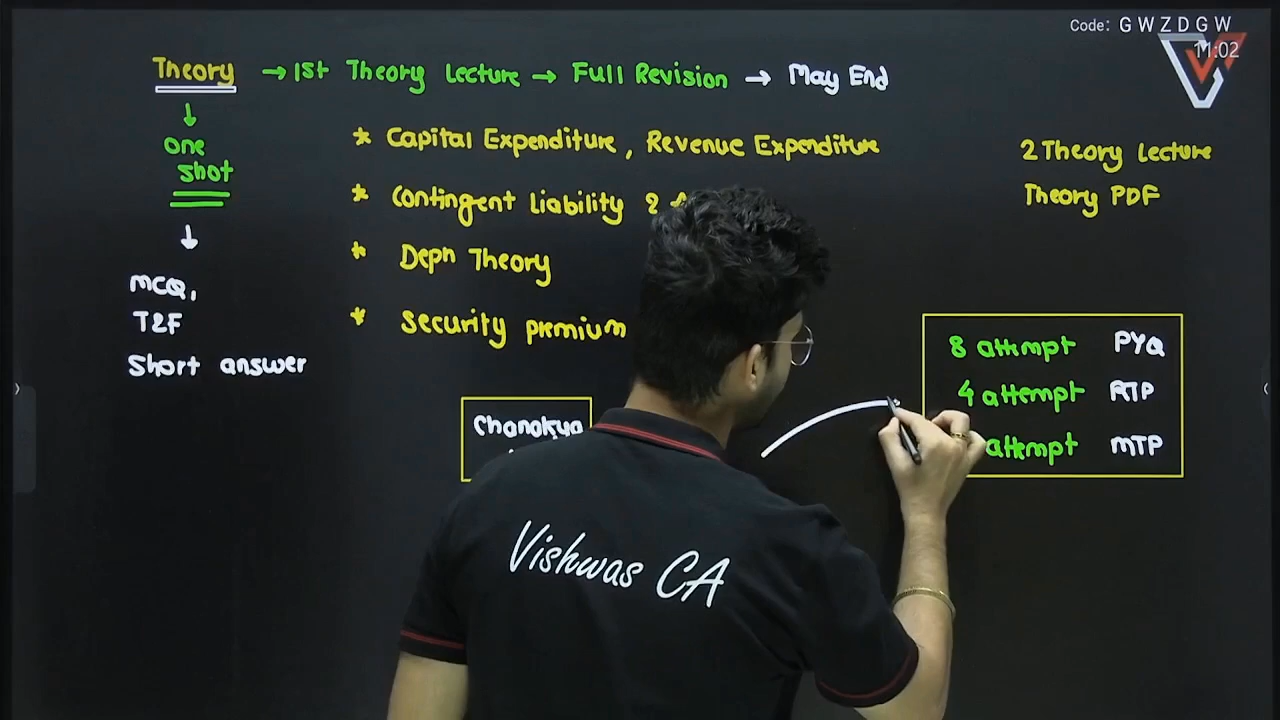 Code: GWZDGW
11:02
Theory → 1st Theory Lecture → Full Revision → May End
↓
one
shot
↓
MCQ,
T2F
Short answer
* Capital Expenditure, Revenue Expenditure
* Contingent Liability 2
* Depn Theory
* Security premium
2 Theory Lecture
Theory PDF
Chanakya
8 attempt PYQ
4 attempt RTP
attempt MTP
Vishwas CA